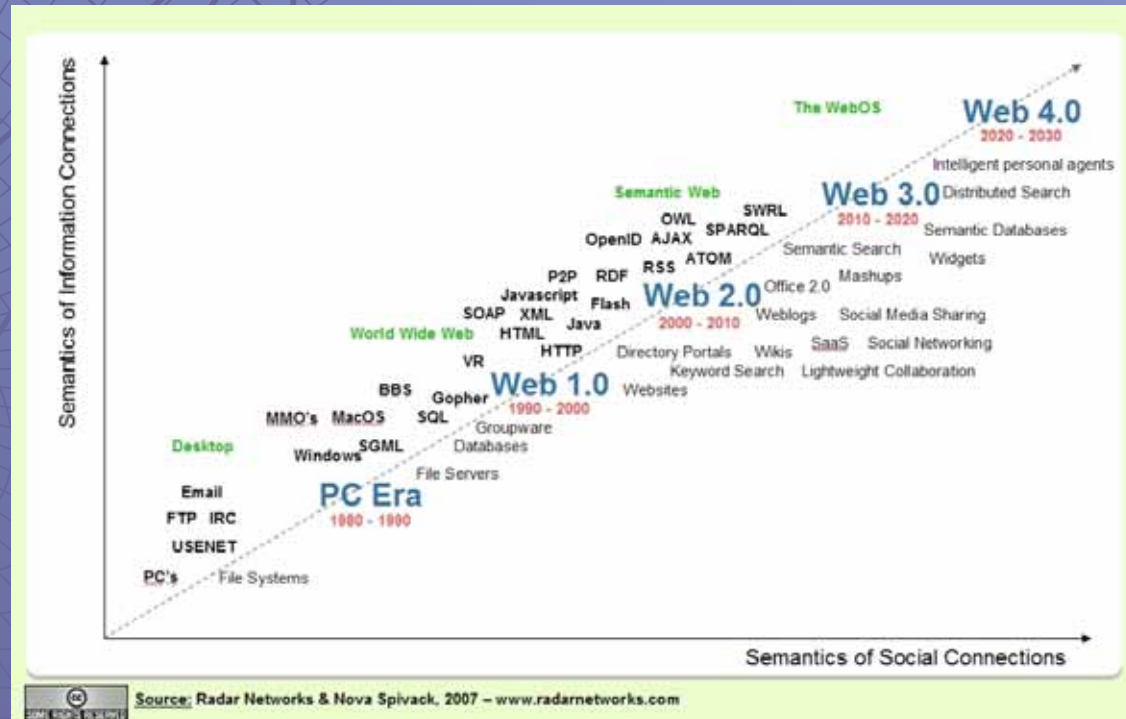 Semantics of Information Connections
The WebOS
Web 4.0
2020 - 2030
Intelligent personal agents
Semantic Web
Web 3.0
2010 - 2020
Distributed Search
SWRL
OWL
SPARQL
Semantic Databases
OpenID
AJAX
Semantic Search
Widgets
ATOM
RSS
P2P
RDF
Mashups
Office 2.0
Javascript
Flash
Web 2.0
2000 - 2010
SOAP
XML
Java
Weblogs
Social Media Sharing
World Wide Web
HTML
HTTP
SaaS
Social Networking
Directory Portals
Wikis
VR
Keyword Search
Lightweight Collaboration
Web 1.0
1990 - 2000
Websites
BBS
Gopher
MMO's
MacOS
SQL
Groupware
Desktop
SGML
Databases
Windows
File Servers
PC Era
1980 - 1990
Email
FTP
IRC
USENET
PC's
File Systems
Semantics of Social Connections
cc
SOME RIGHTS RESERVED
Source: Radar Networks & Nova Spivack, 2007 – www.radarnetworks.com